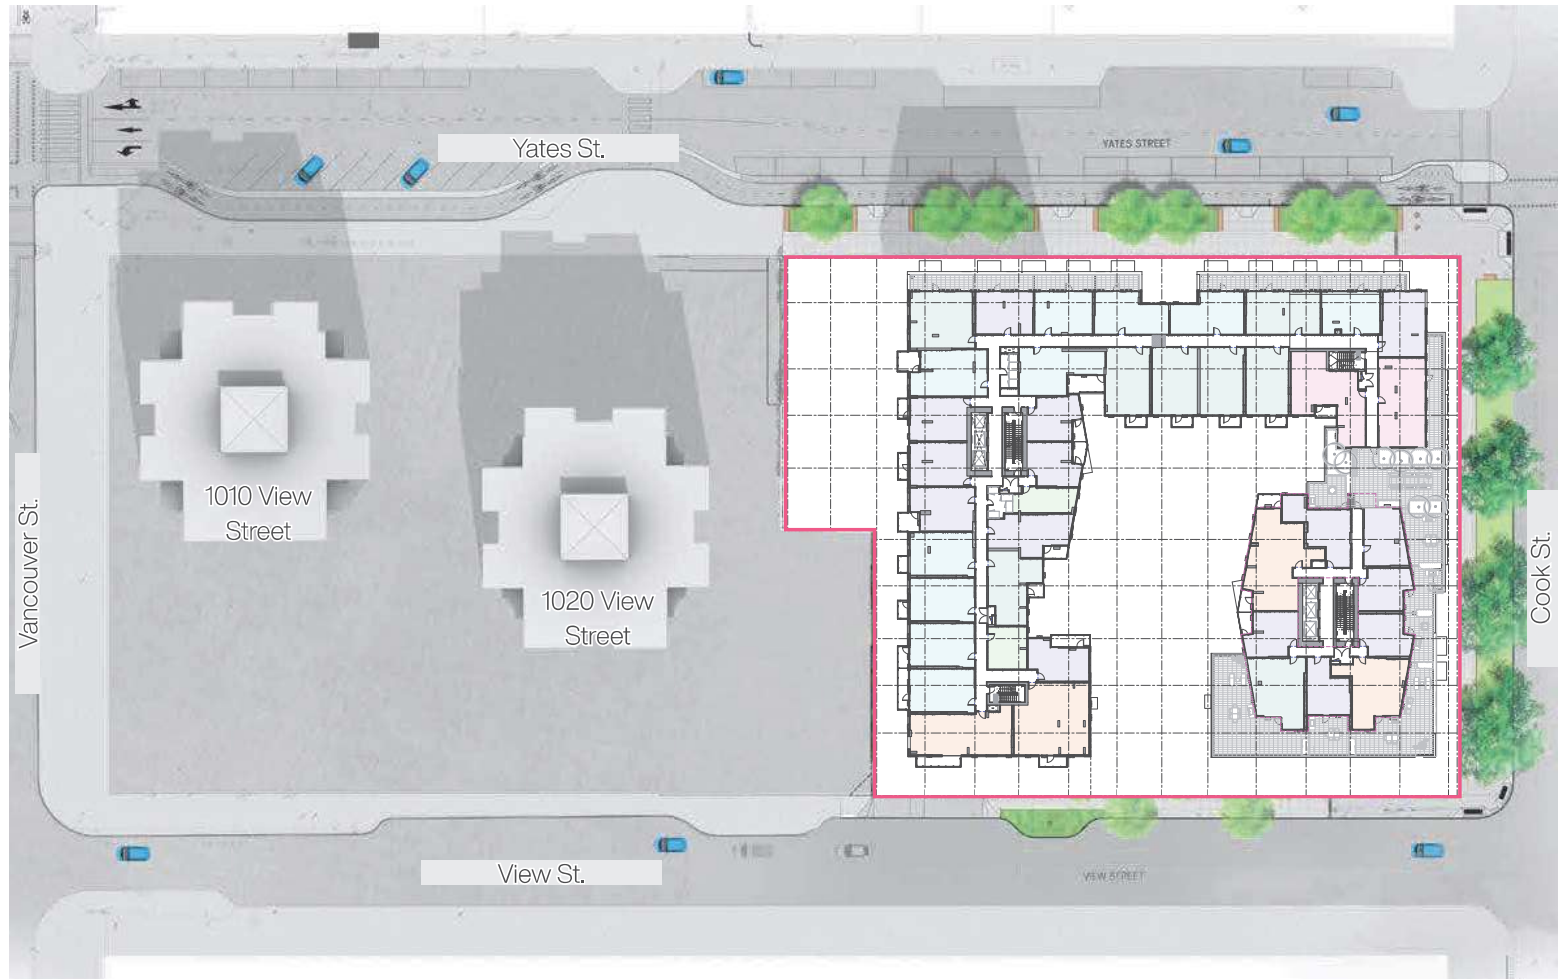 Yates St.
YATES STREET
1010 View
Street
1020 View
Street
Vancouver St.
Cook St.
View St.
VIEW STREET